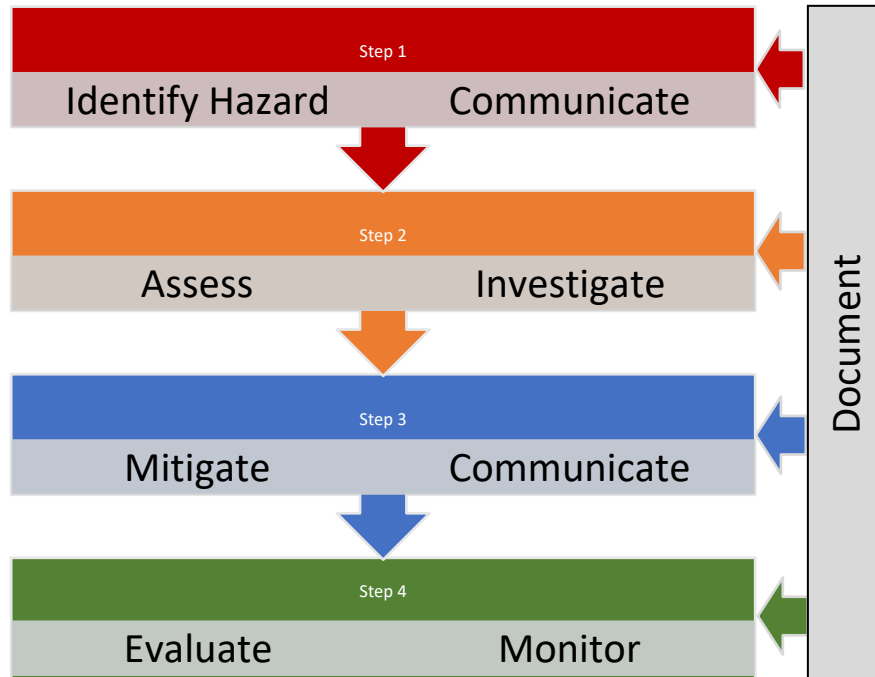 Step 1
Identify Hazard Communicate
Step 2
Assess Investigate
Step 3
Mitigate Communicate
Step 4
Evaluate Monitor
Document